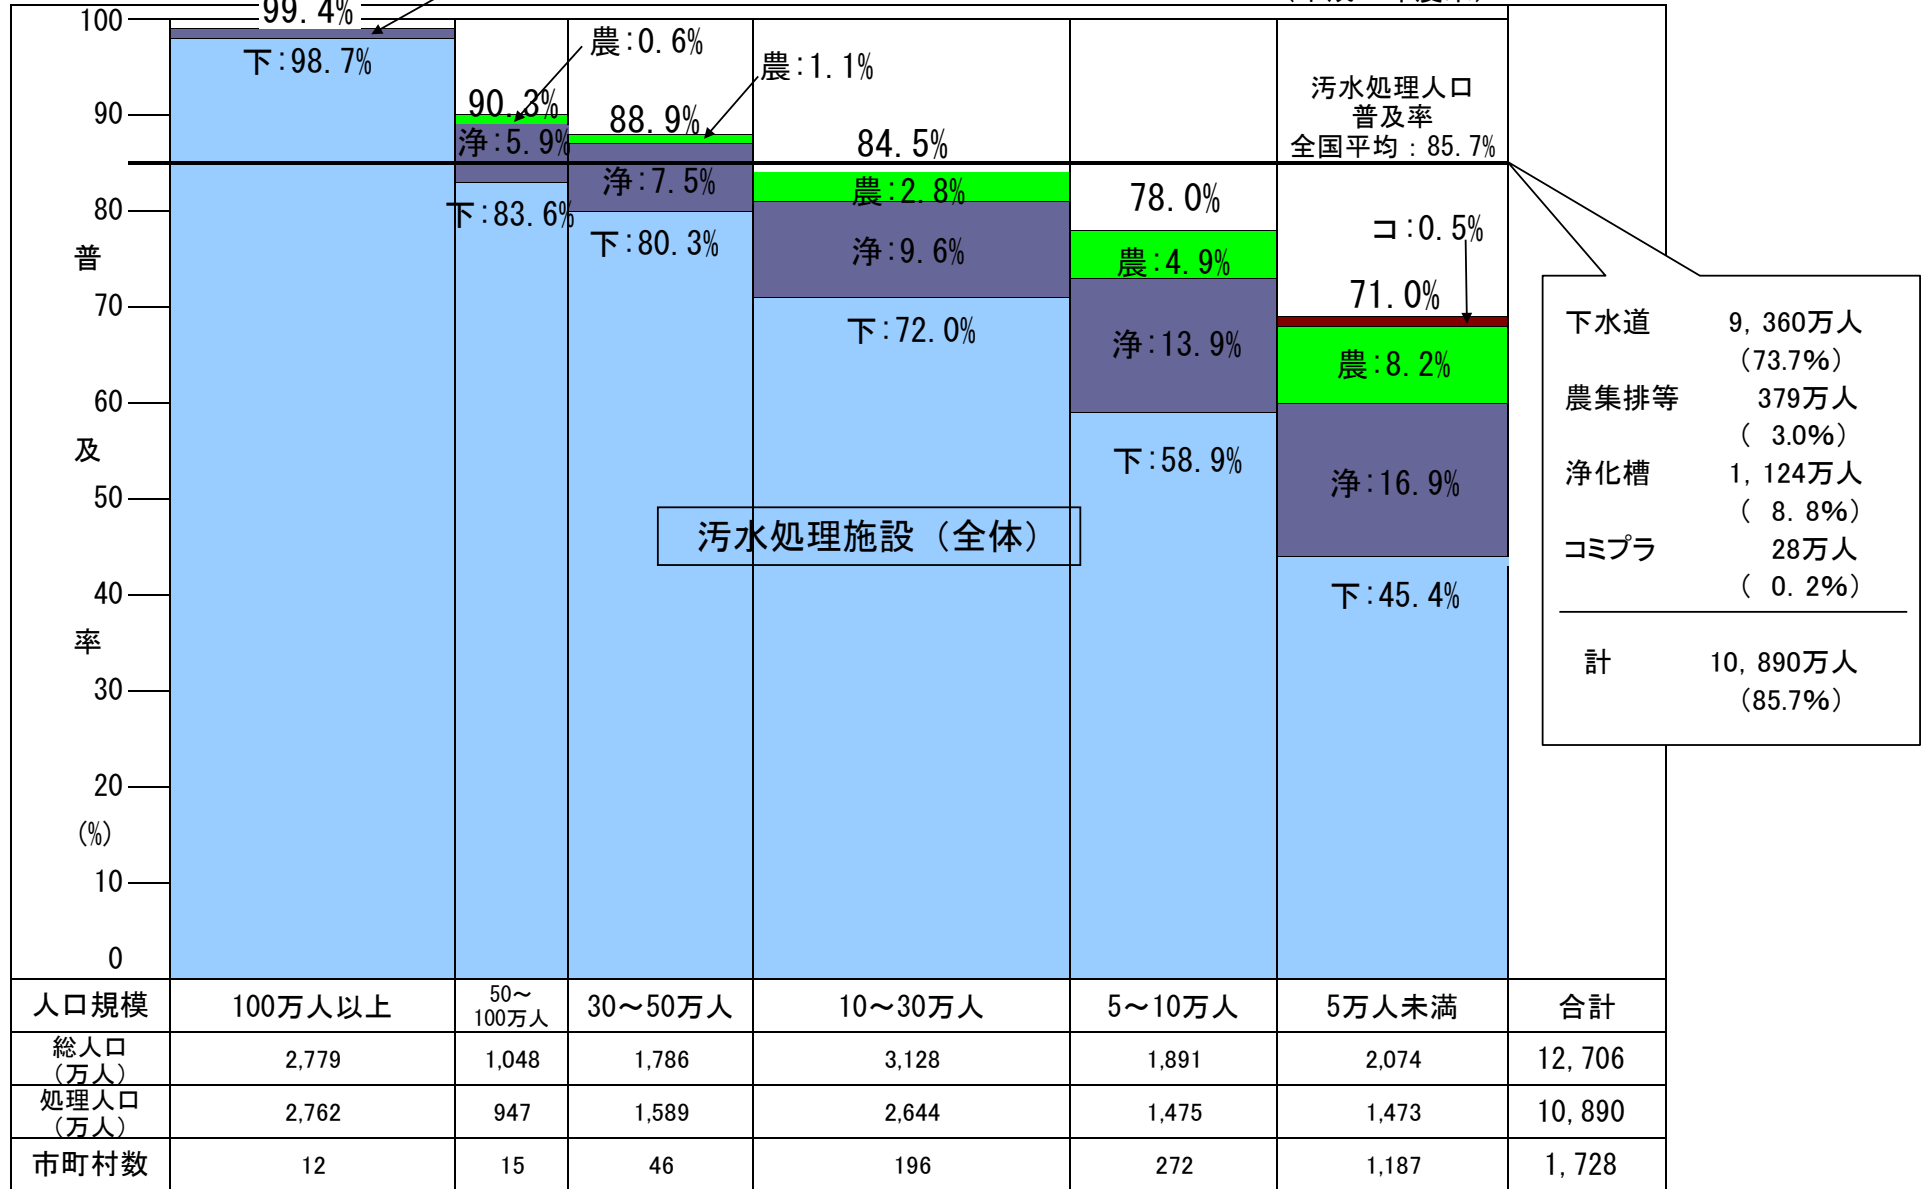 99.4%
100
下:98.7%
農:0.6%
農:1.1%
90.3%
88.9%
84.5%
汚水処理人口
普及率
全国平均:85.7%
90
浄:5.9%
浄:7.5%
農:2.8%
78.0%
コ:0.5%
80
下:83.6%
下:80.3%
浄:9.6%
農:4.9%
71.0%
普
及
率
(%)
70
下:72.0%
浄:13.9%
農:8.2%
60
下:58.9%
浄:16.9%
50
汚水処理施設(全体)
40
下:45.4%
30
20
10
0
下水道 9,360万人
(73.7%)
農集排等 379万人
( 3.0%)
浄化槽 1,124万人
( 8.8%)
コミプラ 28万人
( 0.2%)
計 10,890万人
(85.7%)
人口規模 100万人以上 50~100万人 30~50万人 10~30万人 5~10万人 5万人未満 合計
総人口(万人) 2,779 1,048 1,786 3,128 1,891 2,074 12,706
処理人口(万人) 2,762 947 1,589 2,644 1,475 1,473 10,890
市町村数 12 15 46 196 272 1,187 1,728